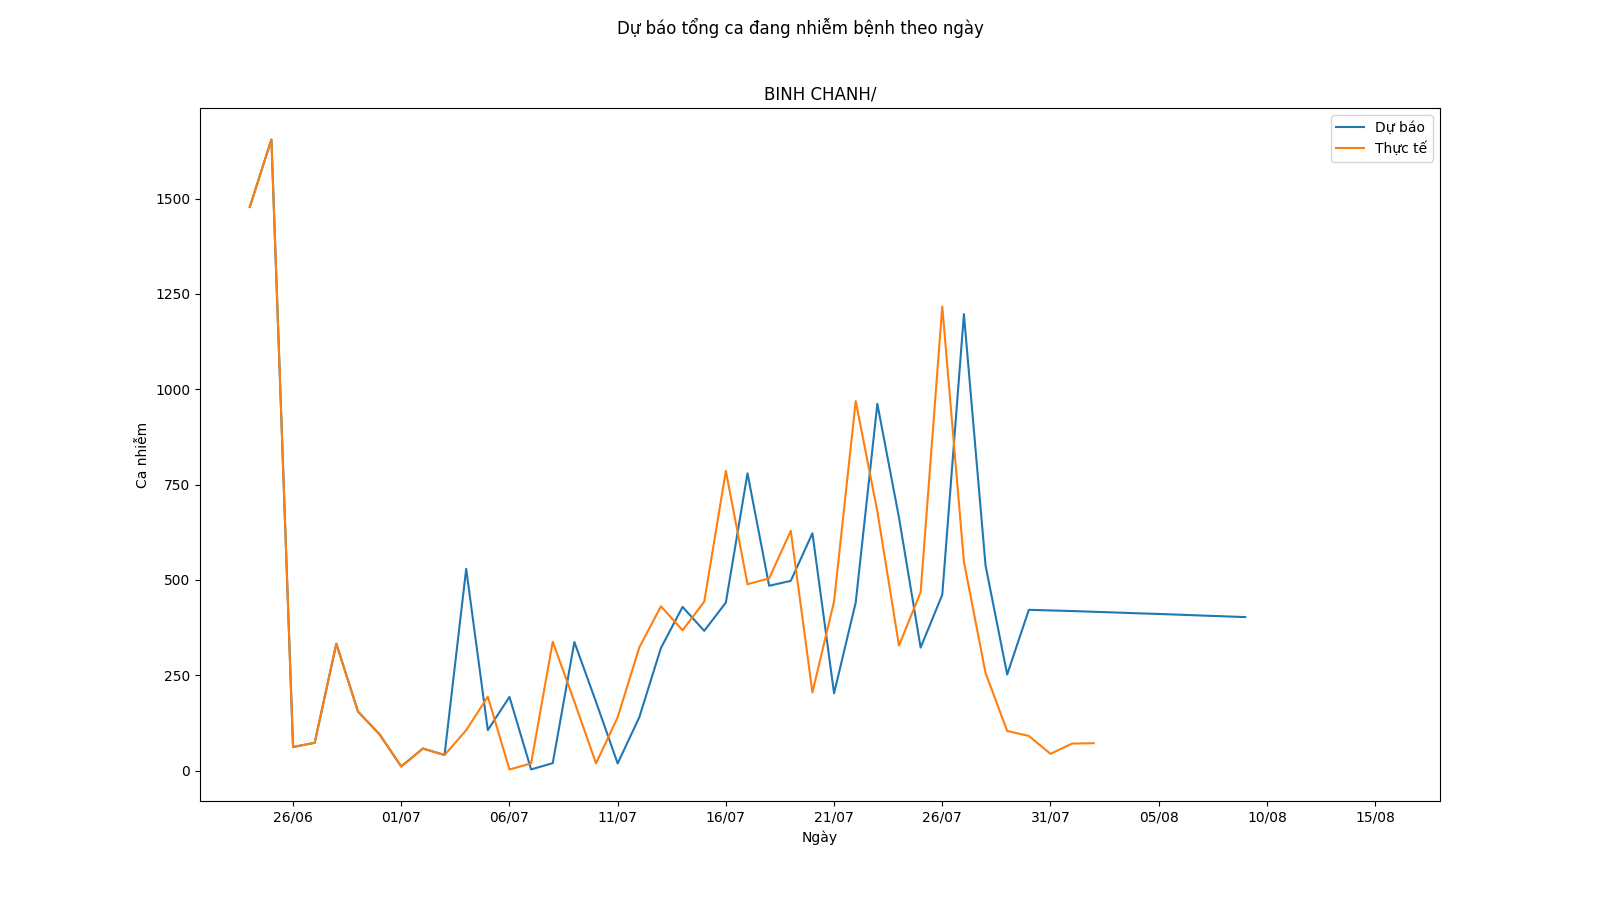 Dự báo tổng ca đang nhiễm bệnh theo ngày
BINH CHANH/
Dự báo
Thực tế
1500
1250
1000
750
500
250
0
Ca nhiễm
26/06 01/07 06/07 11/07 16/07 21/07 26/07 31/07 05/08 10/08 15/08
Ngày